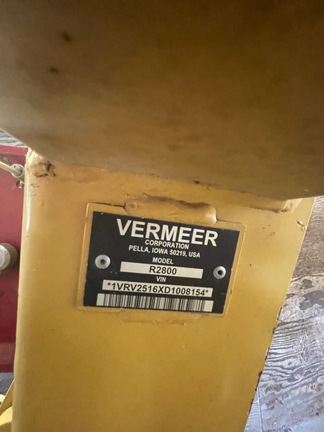 VERMEER
CORPORATION
PELLA, IOWA 50219, USA
MODEL
R2800
VIN
*1VRV2516XD1008154*